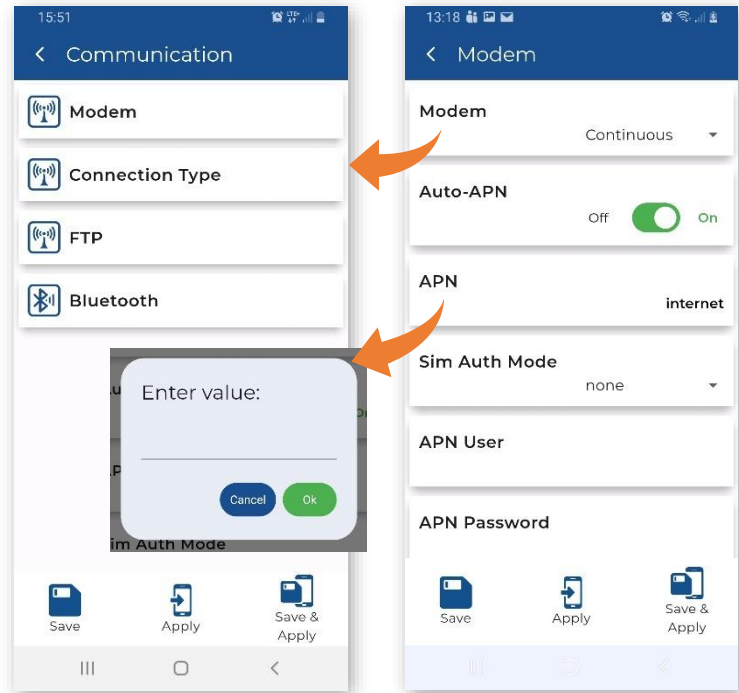 15:51
LTE+
Communication
Modem
Connection Type
FTP
Bluetooth
Enter value:
Cancel
Ok
im Auth Mode
Save
Apply
Save &
Apply
13:18
Modem
Modem
Continuous
Auto-APN
Off
On
APN
internet
Sim Auth Mode
none
APN User
APN Password
Save
Apply
Save &
Apply